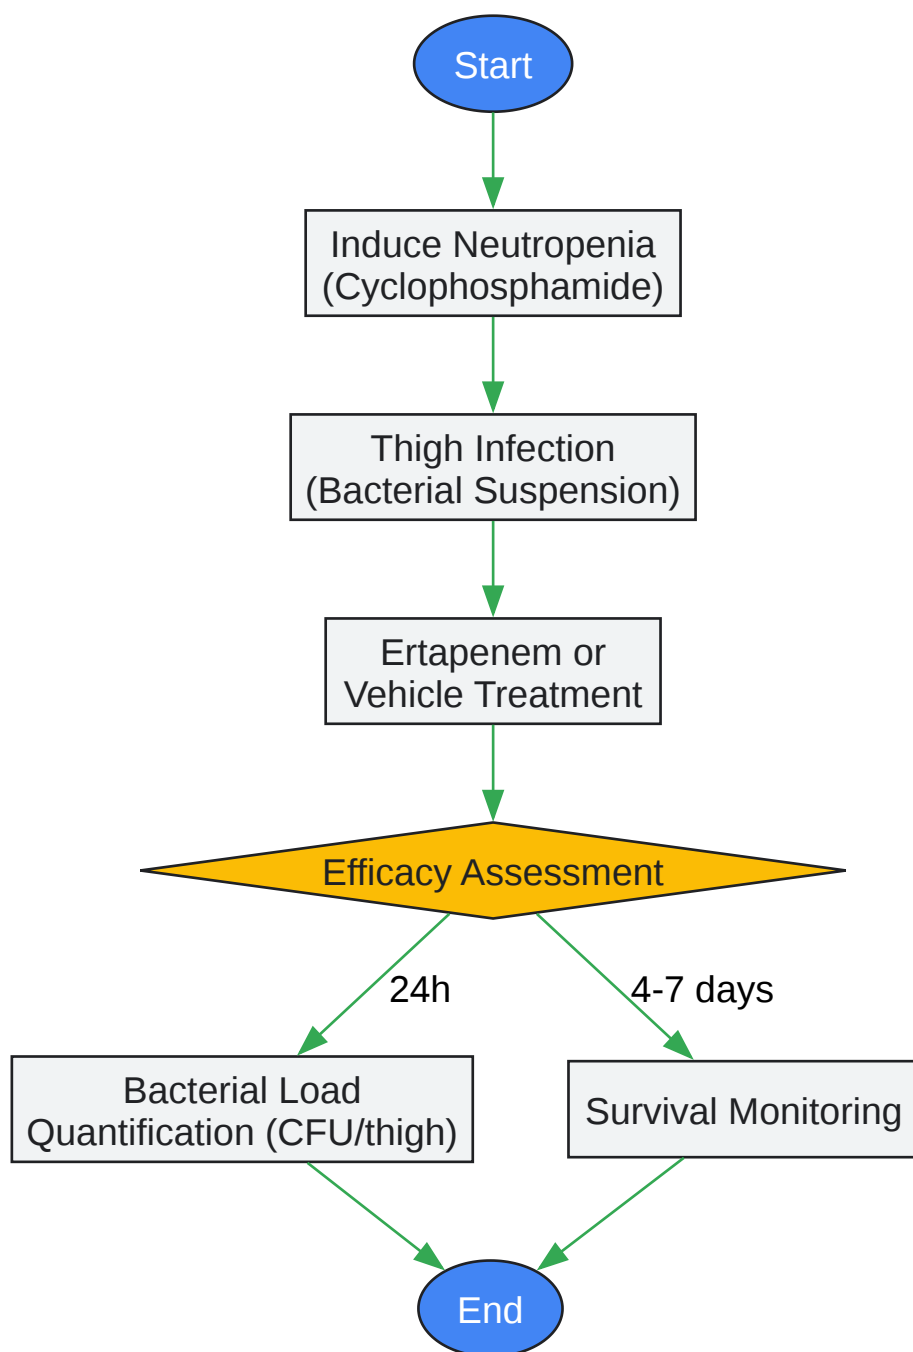 Start
Induce Neutropenia
(Cyclophosphamide)
Thigh Infection
(Bacterial Suspension)
Ertapenem or
Vehicle Treatment
Efficacy Assessment
24h
4-7 days
Bacterial Load
Quantification (CFU/thigh)
Survival Monitoring
End